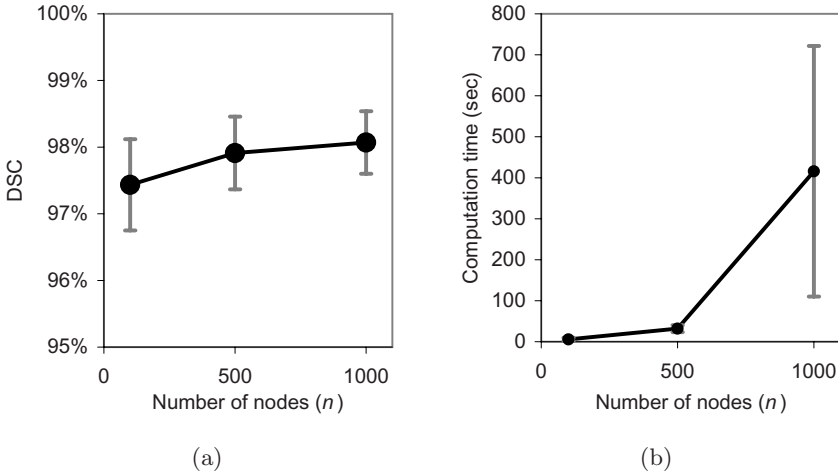 100%
99%
98%
97%
96%
95%
DSC
0 500 1000
Number of nodes (n)
(a)
800
700
600
500
400
300
200
100
0
Computation time (sec)
0 500 1000
Number of nodes (n)
(b)